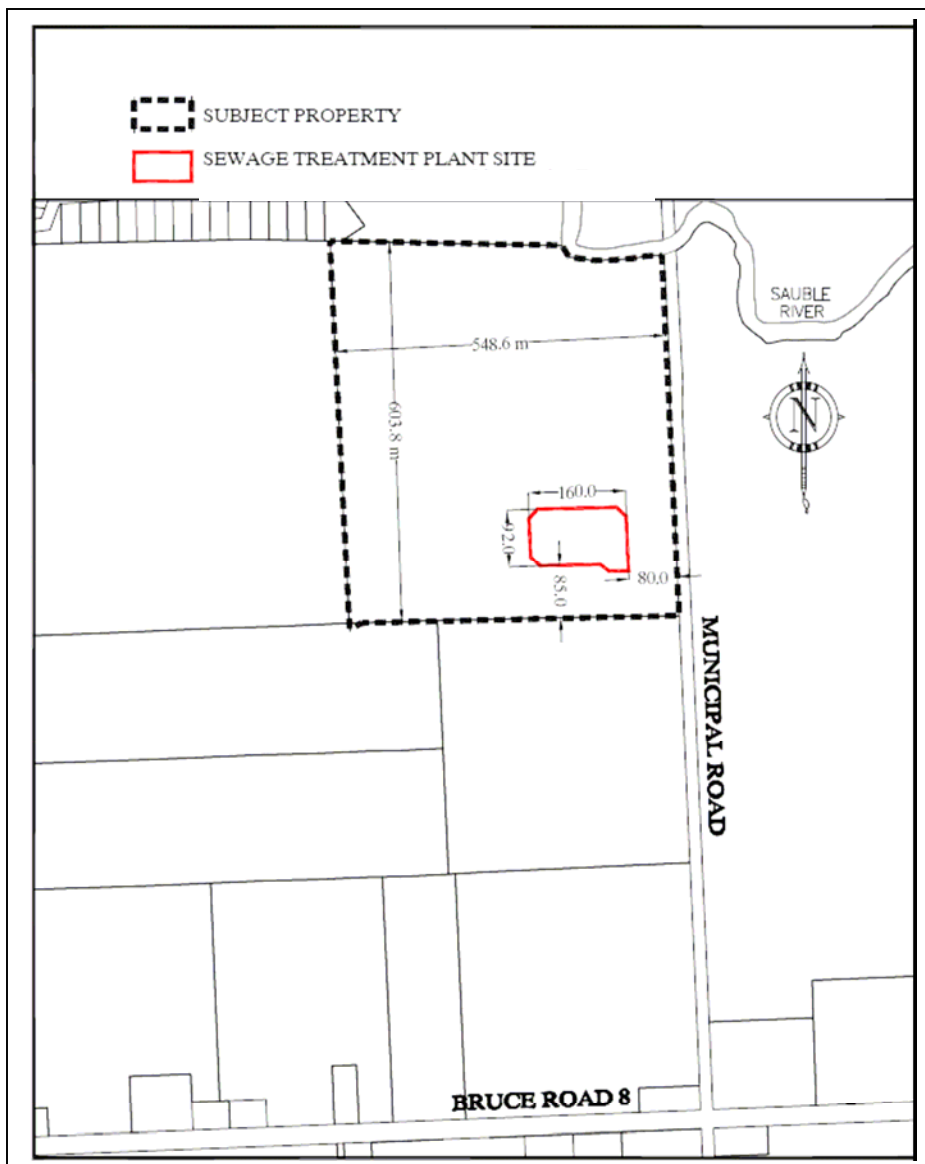 SUBJECT PROPERTY
SEWAGE TREATMENT PLANT SITE
SAUBLE
RIVER
548.6 m
N
603.8 m
160.0
92.0
85.0
80.0
MUNICIPAL ROAD
BRUCE ROAD 8